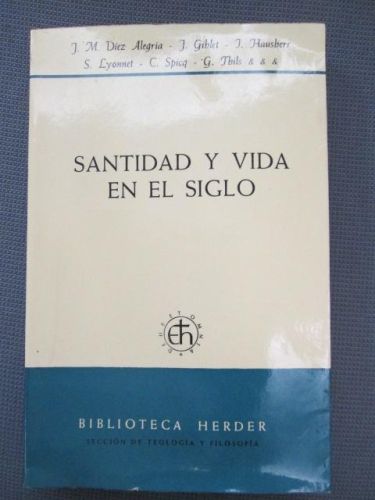 J. M. Díez Alegría - J. Giblet - I. Hausherr
S. Lyonnet - C. Spicq - G. Thils & & &
SANTIDAD Y VIDA
EN EL SIGLO
BIBLIOTECA HERDER
SECCIÓN DE TEOLOGÍA Y FILOSOFÍA